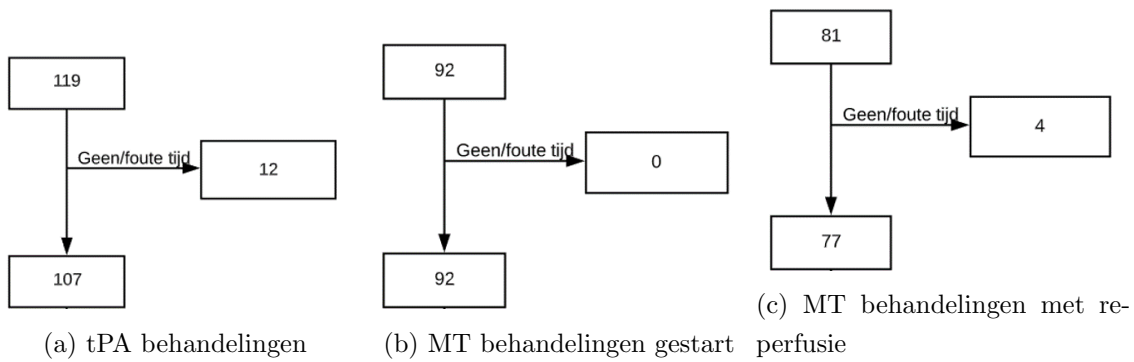 119
Geen/foute tijd
12
107
(a) tPA behandelingen
92
Geen/foute tijd
0
92
(b) MT behandelingen gestart
81
Geen/foute tijd
4
77
(c) MT behandelingen met re-
perfusie